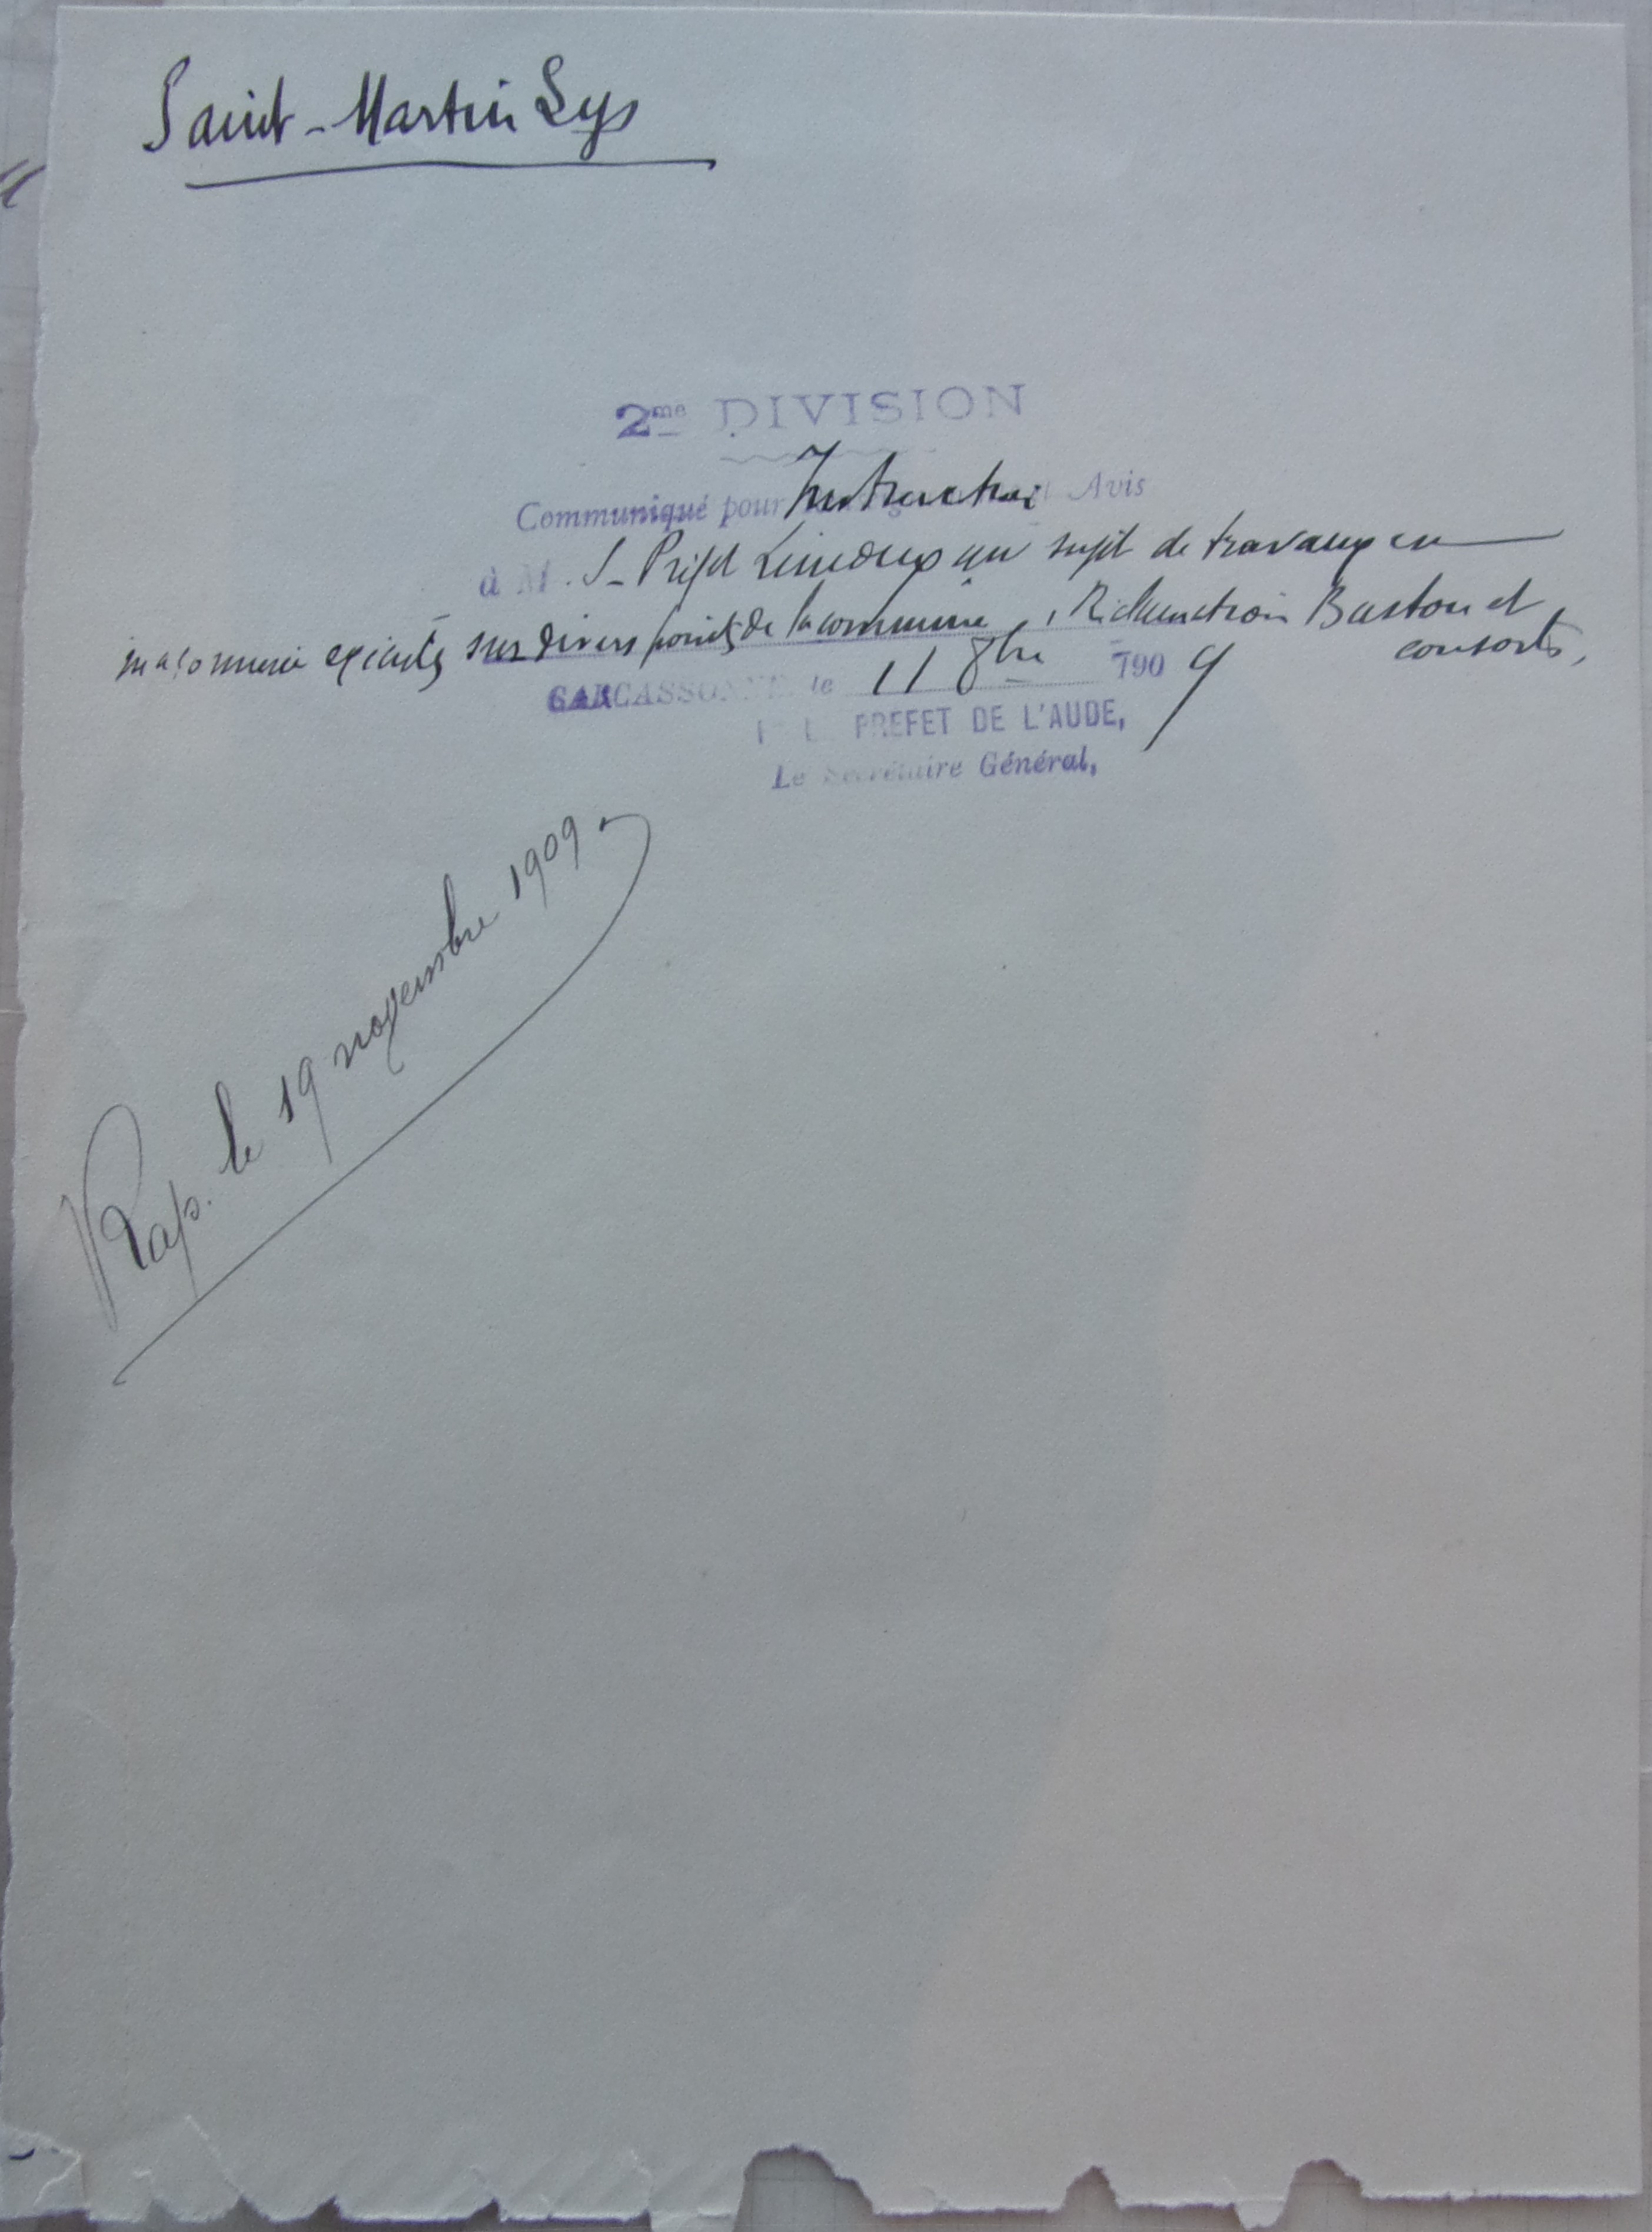 Saint-Martin Lys
2me DIVISION
Communiqué pour Instruction Avis
à M. S-Préfet Limoux au sujet de travaux en
maçonnerie exécutés sur divers points de la commune, Réclamation Baston et
consorts,
CARCASSONNE le 11 8bre 1909
LE PREFET DE L'AUDE,
Le Secrétaire Général,
Rap. le 19 novembre 1909